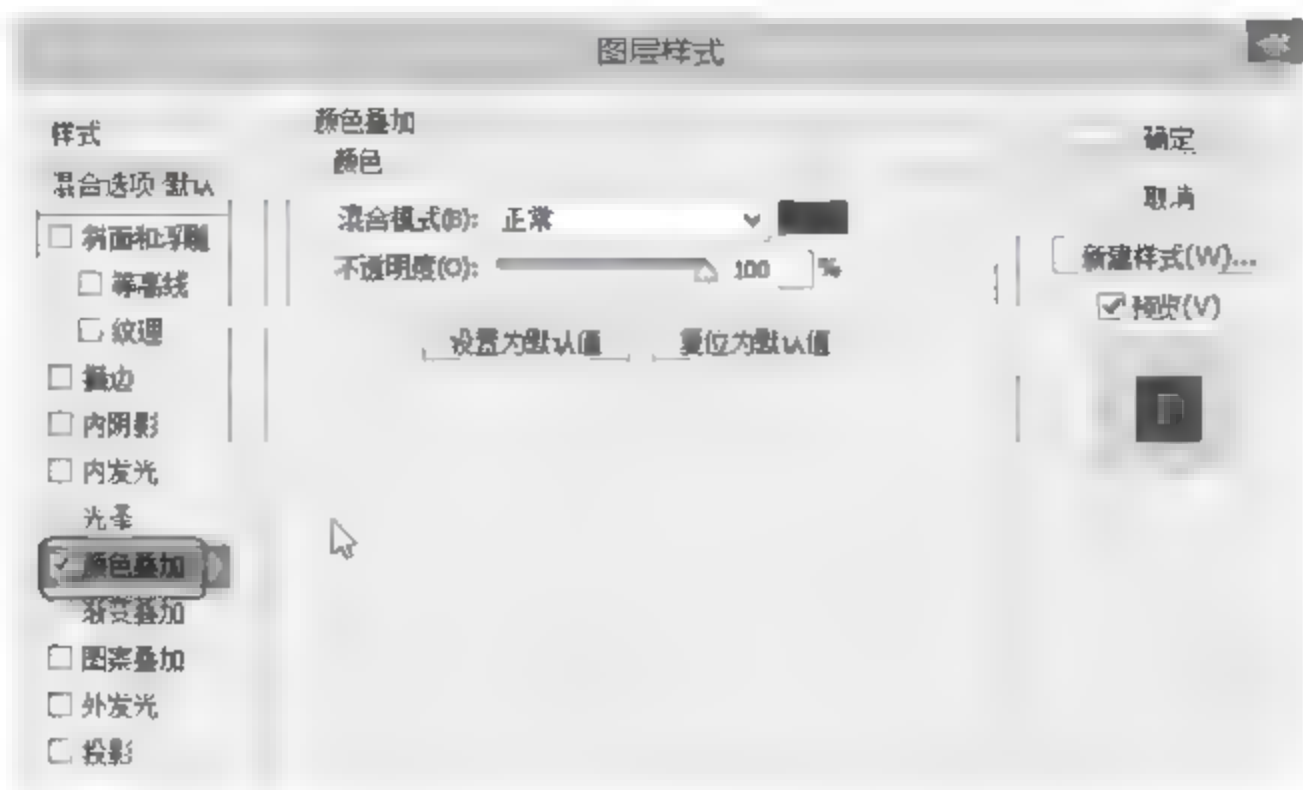 图层样式
样式
混合选项:默认
斜面和浮雕
等高线
纹理
描边
内阴影
内发光
光泽
颜色叠加
渐变叠加
图案叠加
外发光
投影
颜色叠加
颜色
混合模式(B): 正常
不透明度(O): 100 %
设置为默认值 复位为默认值
确定
取消
新建样式(W)...
预览(V)